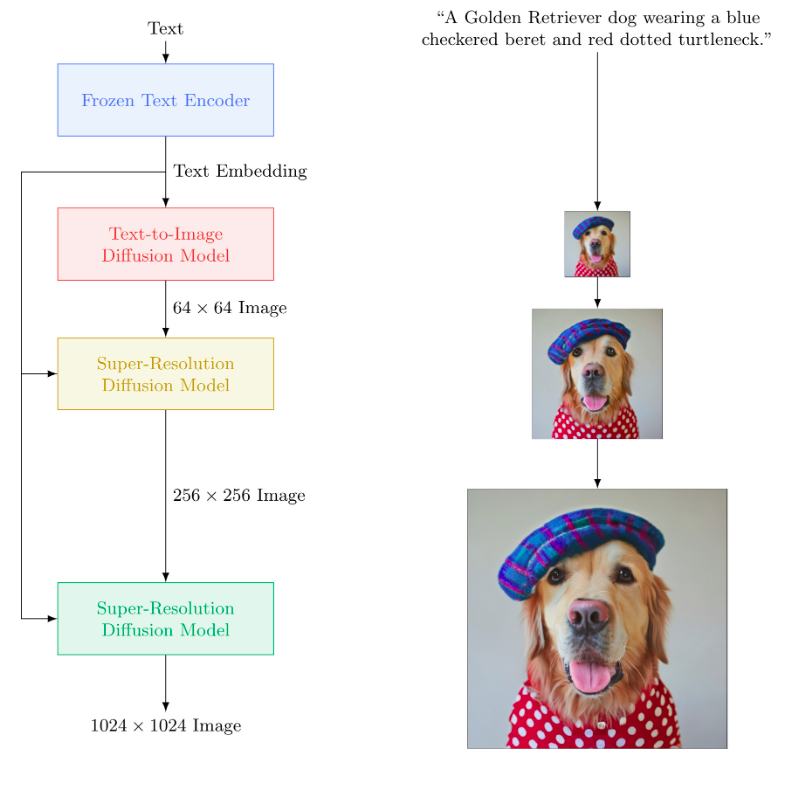 Text
Frozen Text Encoder
Text Embedding
Text-to-Image
Diffusion Model
64 × 64 Image
Super-Resolution
Diffusion Model
256 × 256 Image
Super-Resolution
Diffusion Model
1024 × 1024 Image
“A Golden Retriever dog wearing a blue
checkered beret and red dotted turtleneck.”